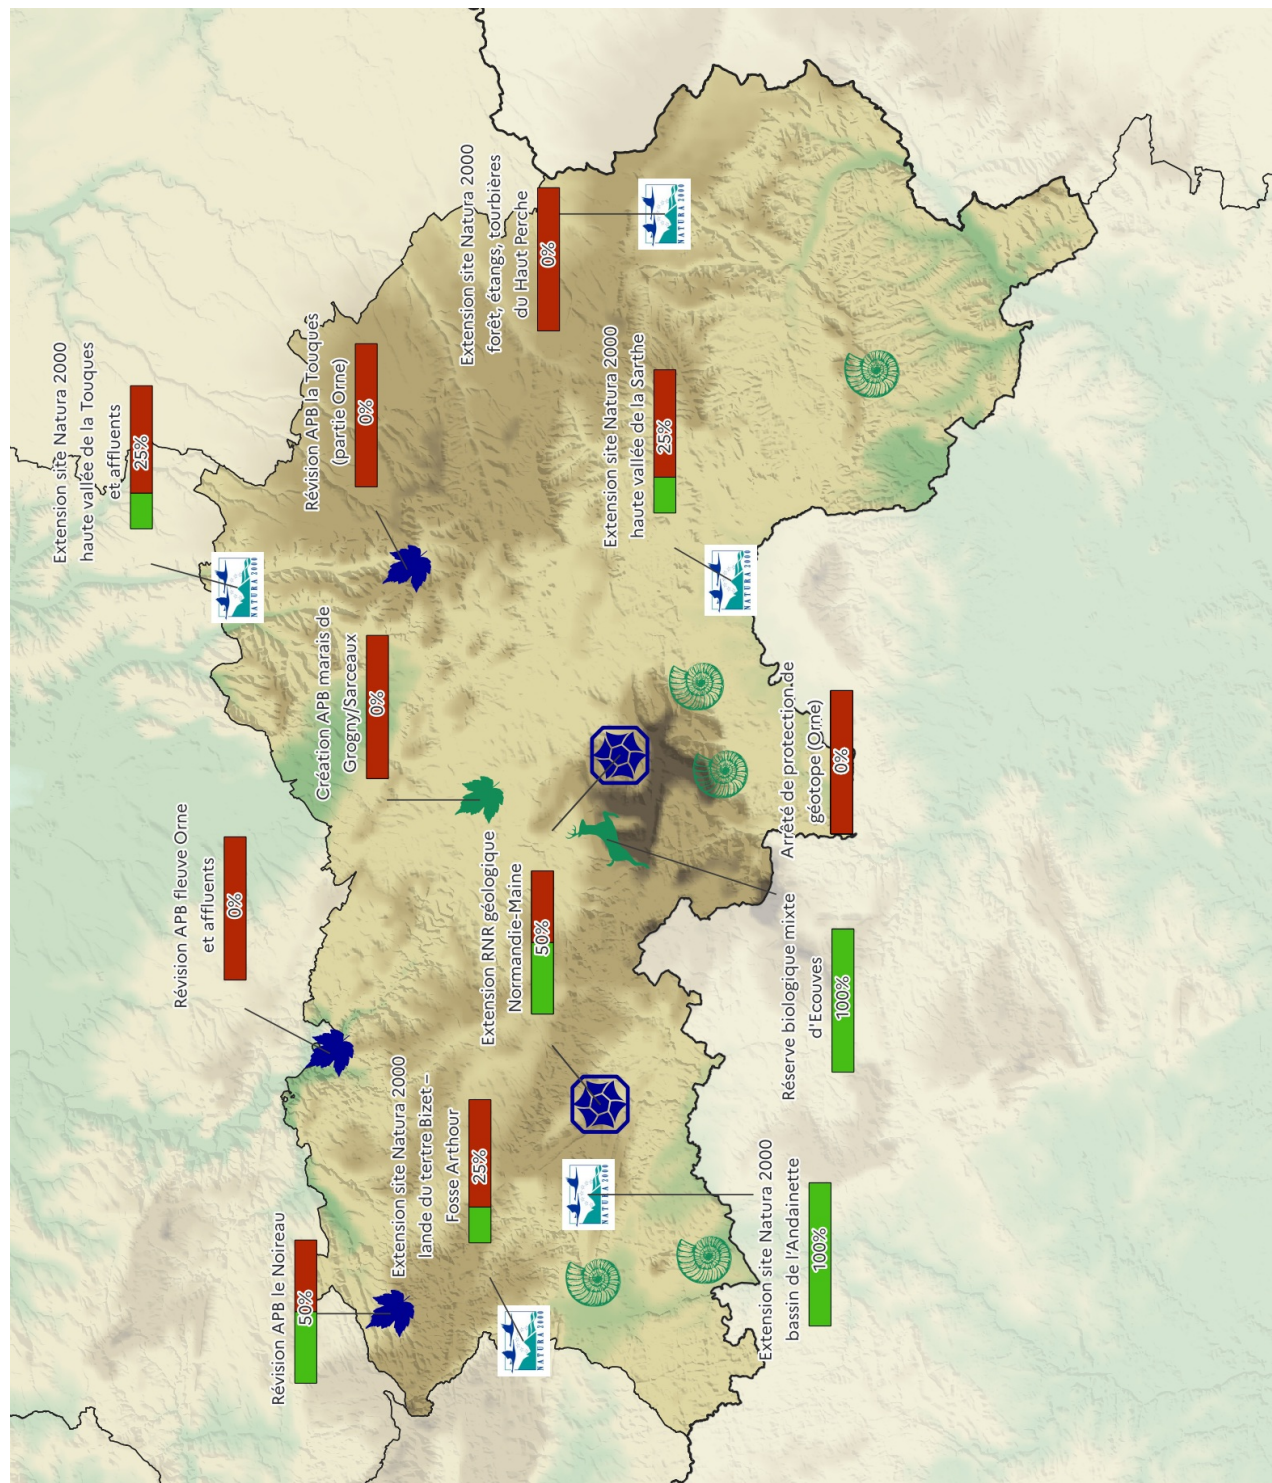 Révision APB le Noireau
50%
Extension site Natura 2000
lande du tertre Bizet –
Fosse Arthour
25%
Révision APB fleuve Orne
et affluents
0%
Extension RNR géologique
Normandie-Maine
50%
Création APB marais de
Grogny/Sarceaux
0%
Extension site Natura 2000
haute vallée de la Touques
et affluents
25%
Révision APB la Touques
(partie Orne)
0%
Extension site Natura 2000
forêt, étangs, tourbières
du Haut Perche
0%
Extension site Natura 2000
haute vallée de la Sarthe
25%
Extension site Natura 2000
bassin de l'Andainette
100%
Réserve biologique mixte
d'Ecouves
100%
Arrêté de protection de
géotope (Orne)
0%
NATURA 2000
NATURA 2000
NATURA 2000
NATURA 2000
NATURA 2000